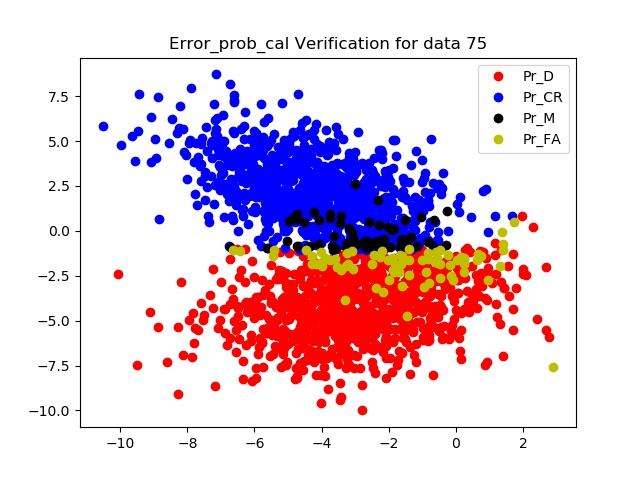 Error_prob_cal Verification for data 75
Pr_D
Pr_CR
Pr_M
Pr_FA
7.5
5.0
2.5
0.0
−2.5
−5.0
−7.5
−10.0
−10 −8 −6 −4 −2 0 2